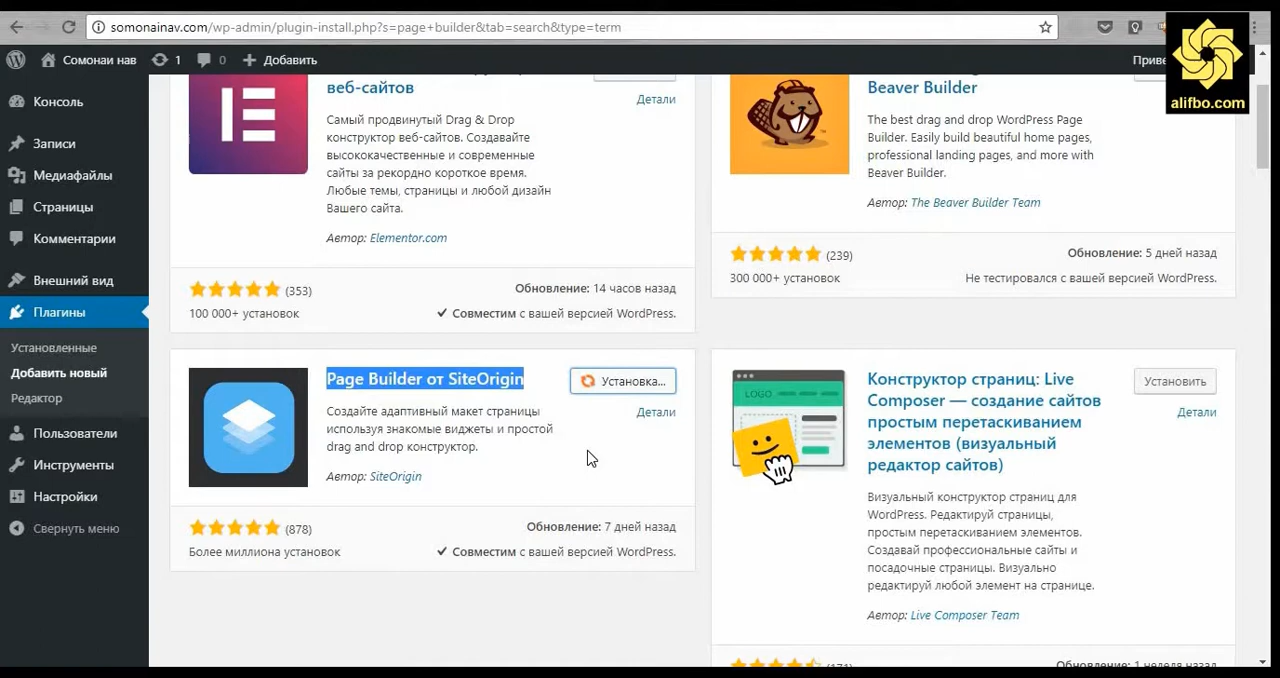 somonainav.com/wp-admin/plugin-install.php?s=page+builder&tab=search&type=term
Сомонаи нав
1
0
Добавить
Приве
alifbo.com
Консоль
Записи
Медиафайлы
Страницы
Комментарии
Внешний вид
Плагины
Установленные
Добавить новый
Редактор
Пользователи
Инструменты
Настройки
Свернуть меню
веб-сайтов
Детали
Самый продвинутый Drag & Drop
конструктор веб-сайтов. Создавайте
высококачественные и современные
сайты за рекордно короткое время.
Любые темы, страницы и любой дизайн
Вашего сайта.
Автор: Elementor.com
(353)
Обновление: 14 часов назад
100 000+ установок
Совместим с вашей версией WordPress.
Beaver Builder
The best drag and drop WordPress Page
Builder. Easily build beautiful home pages,
professional landing pages, and more with
Beaver Builder.
Автор: The Beaver Builder Team
(239)
Обновление: 5 дней назад
300 000+ установок
Не тестировался с вашей версией WordPress.
Page Builder от SiteOrigin
Установка...
Детали
Создайте адаптивный макет страницы
используя знакомые виджеты и простой
drag and drop конструктор.
Автор: SiteOrigin
(878)
Обновление: 7 дней назад
Более миллиона установок
Совместим с вашей версией WordPress.
LOGO
Конструктор страниц: Live
Composer — создание сайтов
простым перетаскиванием
элементов (визуальный
редактор сайтов)
Установить
Детали
Визуальный конструктор страниц для
WordPress. Редактируй страницы,
простым перетаскиванием элементов.
Создавай профессиональные сайты и
посадочные страницы. Визуально
редактируй любой элемент на странице.
Автор: Live Composer Team
(171)
Обновление: 1 неделя назад